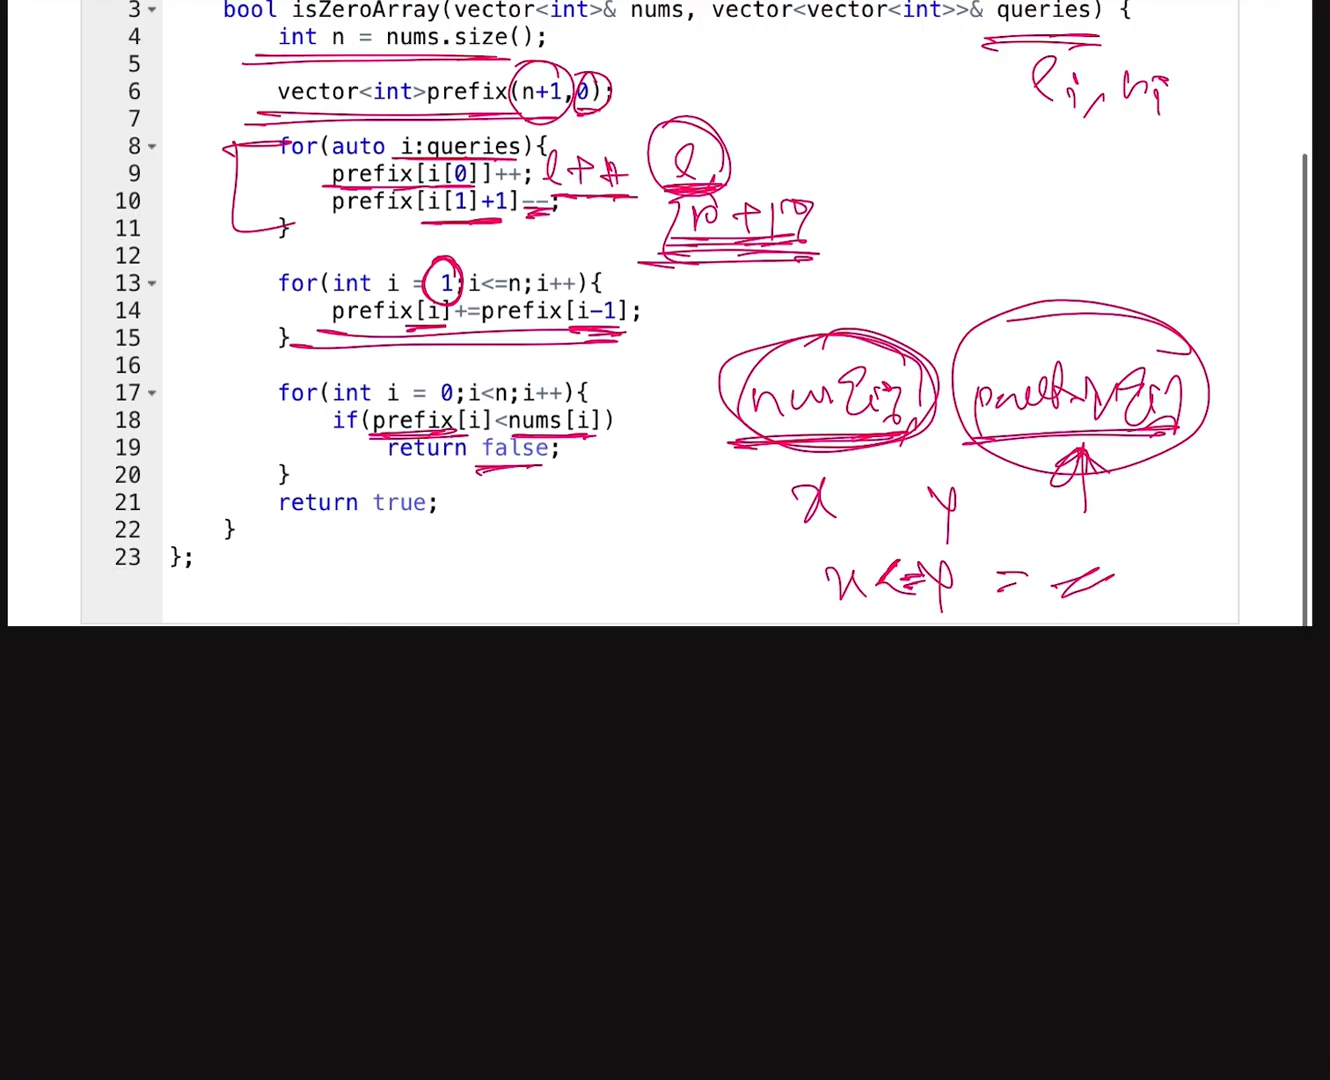 3 bool isZeroArray(vector<int>& nums, vector<vector<int>>& queries) {
4 int n = nums.size();
5
6 vector<int>prefix(n+1,0);
7
8 for(auto i:queries){
9 prefix[i[0]]++;
10 prefix[i[1]+1]--;
11 }
12
13 for(int i = 1;i<=n;i++){
14 prefix[i]+=prefix[i-1];
15 }
16
17 for(int i = 0;i<n;i++){
18 if(prefix[i]<nums[i])
19 return false;
20 }
21 return true;
22 }
23 };
li, ri
l
r+1
nums[i]
x y
x <= y =